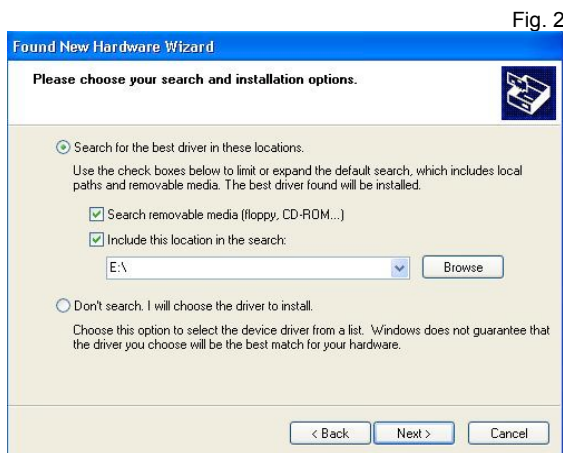 Fig. 2
Found New Hardware Wizard
Please choose your search and installation options.
Search for the best driver in these locations.
Use the check boxes below to limit or expand the default search, which includes local
paths and removable media. The best driver found will be installed.
Search removable media (floppy, CD-ROM...)
Include this location in the search:
E:\
Browse
Don't search. I will choose the driver to install.
Choose this option to select the device driver from a list. Windows does not guarantee that
the driver you choose will be the best match for your hardware.
< Back Next > Cancel